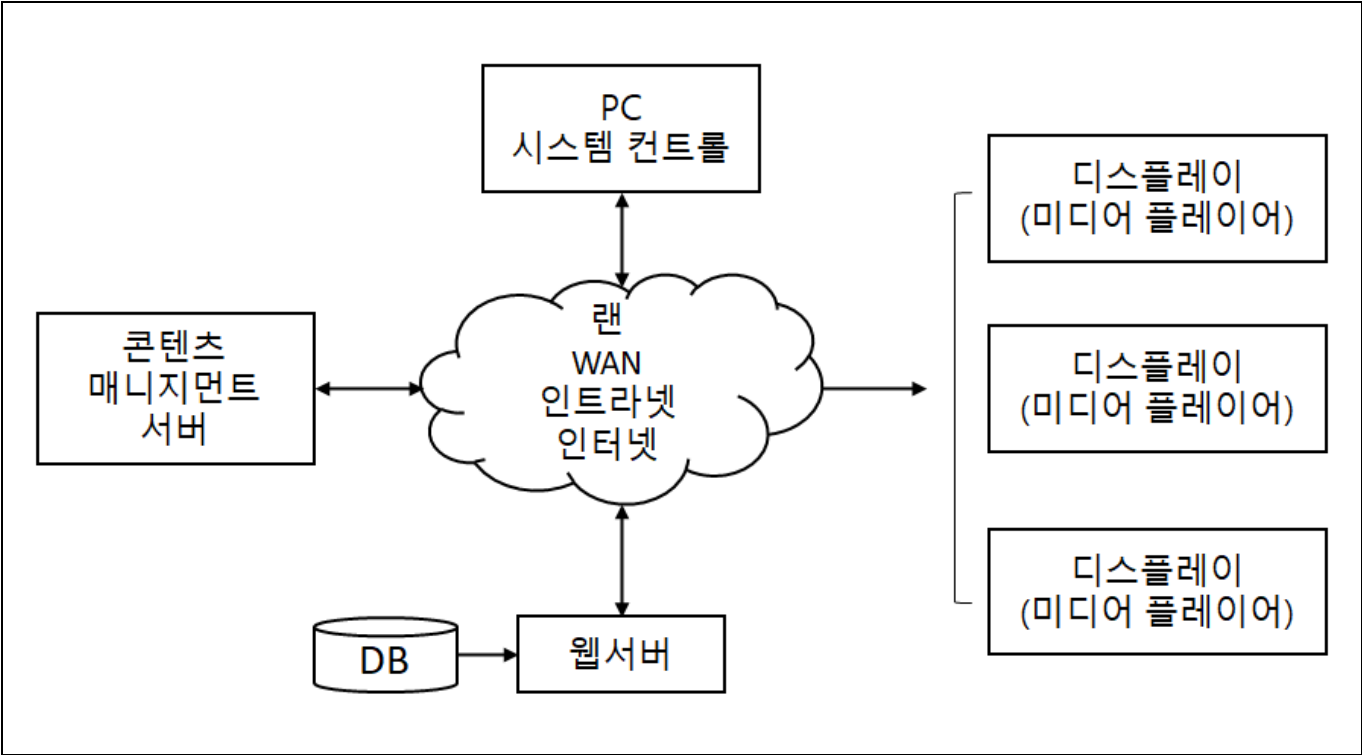 PC
시스템 컨트롤
디스플레이
(미디어 플레이어)
콘텐츠
매니지먼트
서버
랜
WAN
인트라넷
인터넷
디스플레이
(미디어 플레이어)
디스플레이
(미디어 플레이어)
DB
웹서버